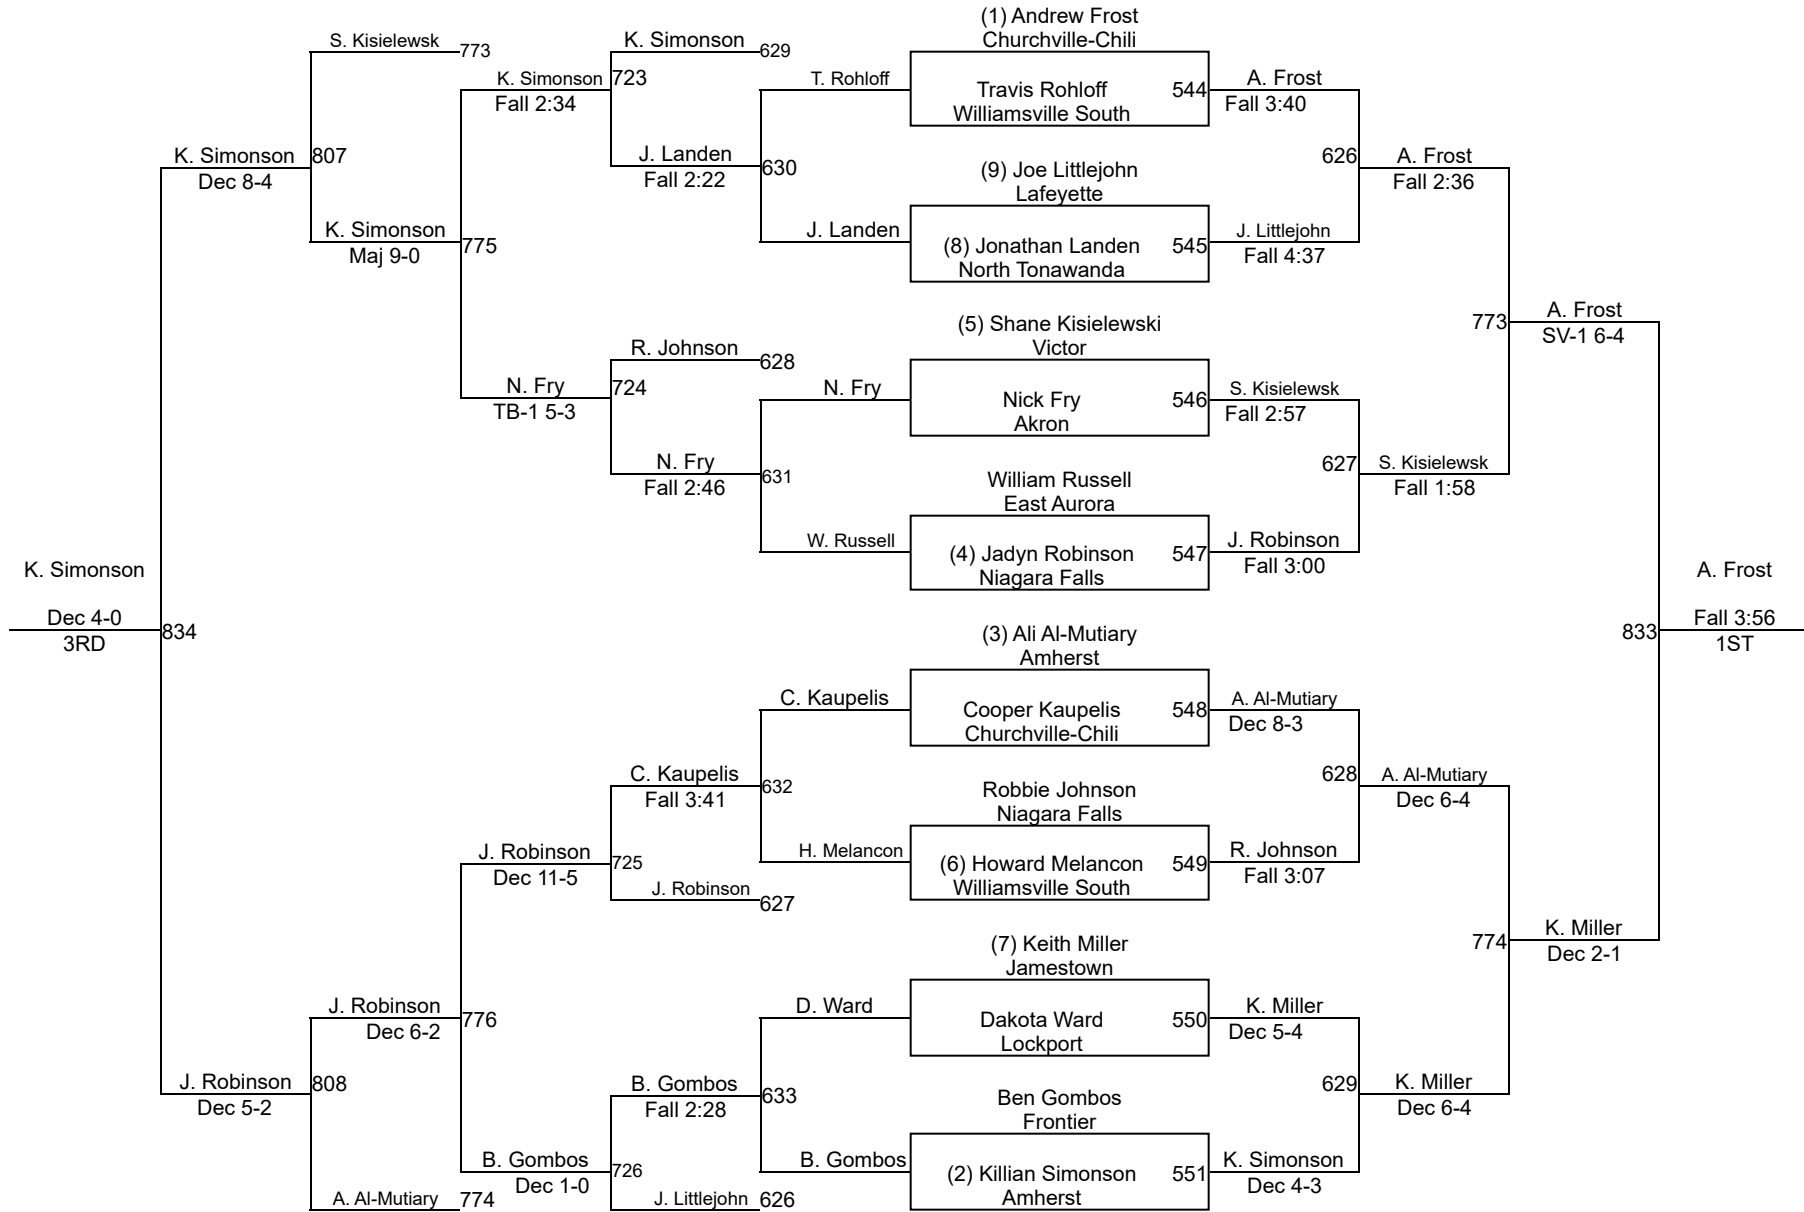 (1) Andrew Frost
Churchville-Chili
S. Kisielewsk 773
K. Simonson 629
K. Simonson 723
Fall 2:34
T. Rohloff
Travis Rohloff 544
Williamsville South
A. Frost
Fall 3:40
K. Simonson 807
Dec 8-4
J. Landen 630
Fall 2:22
(9) Joe Littlejohn
Lafeyette
626 A. Frost
Fall 2:36
K. Simonson 775
Maj 9-0
J. Landen
(8) Jonathan Landen 545
North Tonawanda
J. Littlejohn
Fall 4:37
(5) Shane Kisielewski
Victor
773 A. Frost
SV-1 6-4
R. Johnson 628
N. Fry 724
TB-1 5-3
N. Fry
Nick Fry 546
Akron
S. Kisielewsk
Fall 2:57
N. Fry 631
Fall 2:46
William Russell
East Aurora
627 S. Kisielewsk
Fall 1:58
W. Russell
(4) Jadyn Robinson 547
Niagara Falls
J. Robinson
Fall 3:00
K. Simonson
Dec 4-0
3RD
834
A. Frost
833 Fall 3:56
1ST
(3) Ali Al-Mutiary
Amherst
C. Kaupelis
Cooper Kaupelis 548
Churchville-Chili
A. Al-Mutiary
Dec 8-3
C. Kaupelis 632
Fall 3:41
Robbie Johnson
Niagara Falls
628 A. Al-Mutiary
Dec 6-4
J. Robinson 725
Dec 11-5
H. Melancon
(6) Howard Melancon 549
Williamsville South
R. Johnson
Fall 3:07
J. Robinson 627
(7) Keith Miller
Jamestown
774 K. Miller
Dec 2-1
J. Robinson 776
Dec 6-2
D. Ward
Dakota Ward 550
Lockport
K. Miller
Dec 5-4
J. Robinson 808
Dec 5-2
B. Gombos 633
Fall 2:28
Ben Gombos
Frontier
629 K. Miller
Dec 6-4
B. Gombos 726
Dec 1-0
B. Gombos
(2) Killian Simonson 551
Amherst
K. Simonson
Dec 4-3
A. Al-Mutiary 774
J. Littlejohn 626